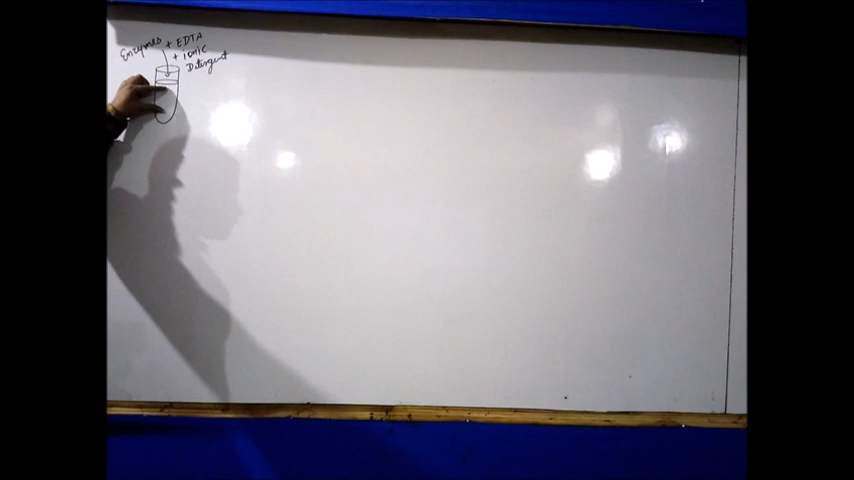 Enzymes + EDTA
+ ionic
Detergent